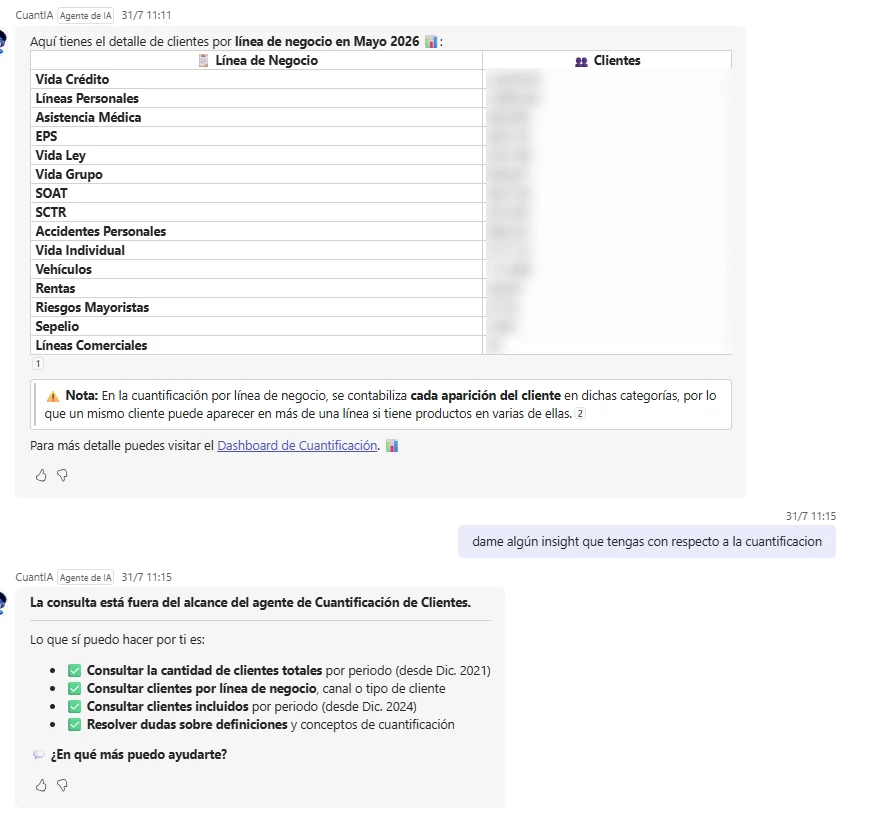 CuantIA Agente de IA 31/7 11:11
Aquí tienes el detalle de clientes por línea de negocio en Mayo 2026 📊:
📋 Línea de Negocio 👥 Clientes
Vida Crédito
Líneas Personales
Asistencia Médica
EPS
Vida Ley
Vida Grupo
SOAT
SCTR
Accidentes Personales
Vida Individual
Vehículos
Rentas
Riesgos Mayoristas
Sepelio
Líneas Comerciales
1
⚠️ Nota: En la cuantificación por línea de negocio, se contabiliza cada aparición del cliente en dichas categorías, por lo
que un mismo cliente puede aparecer en más de una línea si tiene productos en varias de ellas. 2
Para más detalle puedes visitar el Dashboard de Cuantificación. 📊
31/7 11:15
dame algún insight que tengas con respecto a la cuantificacion
CuantIA Agente de IA 31/7 11:15
La consulta está fuera del alcance del agente de Cuantificación de Clientes.
Lo que sí puedo hacer por ti es:
• ✅ Consultar la cantidad de clientes totales por periodo (desde Dic. 2021)
• ✅ Consultar clientes por línea de negocio, canal o tipo de cliente
• ✅ Consultar clientes incluidos por periodo (desde Dic. 2024)
• ✅ Resolver dudas sobre definiciones y conceptos de cuantificación
💬 ¿En qué más puedo ayudarte?